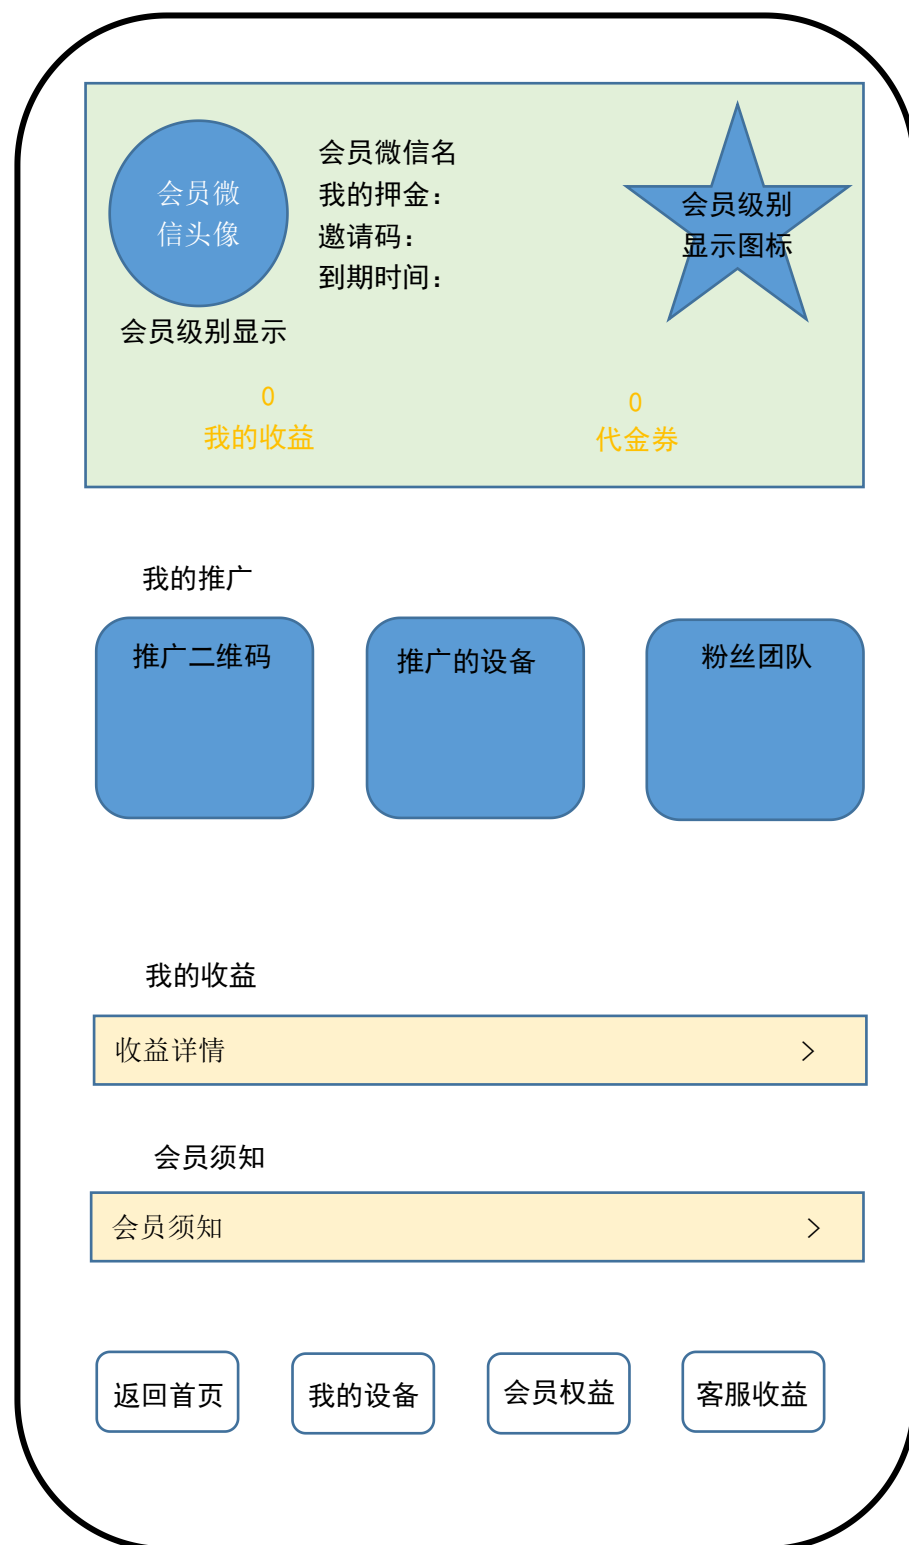 会员微
信头像
会员级别显示
会员微信名
我的押金：
邀请码：
到期时间：
会员级别
显示图标
0
我的收益
0
代金券
我的推广
推广二维码
推广的设备
粉丝团队
我的收益
收益详情 >
会员须知
会员须知 >
返回首页
我的设备
会员权益
客服收益